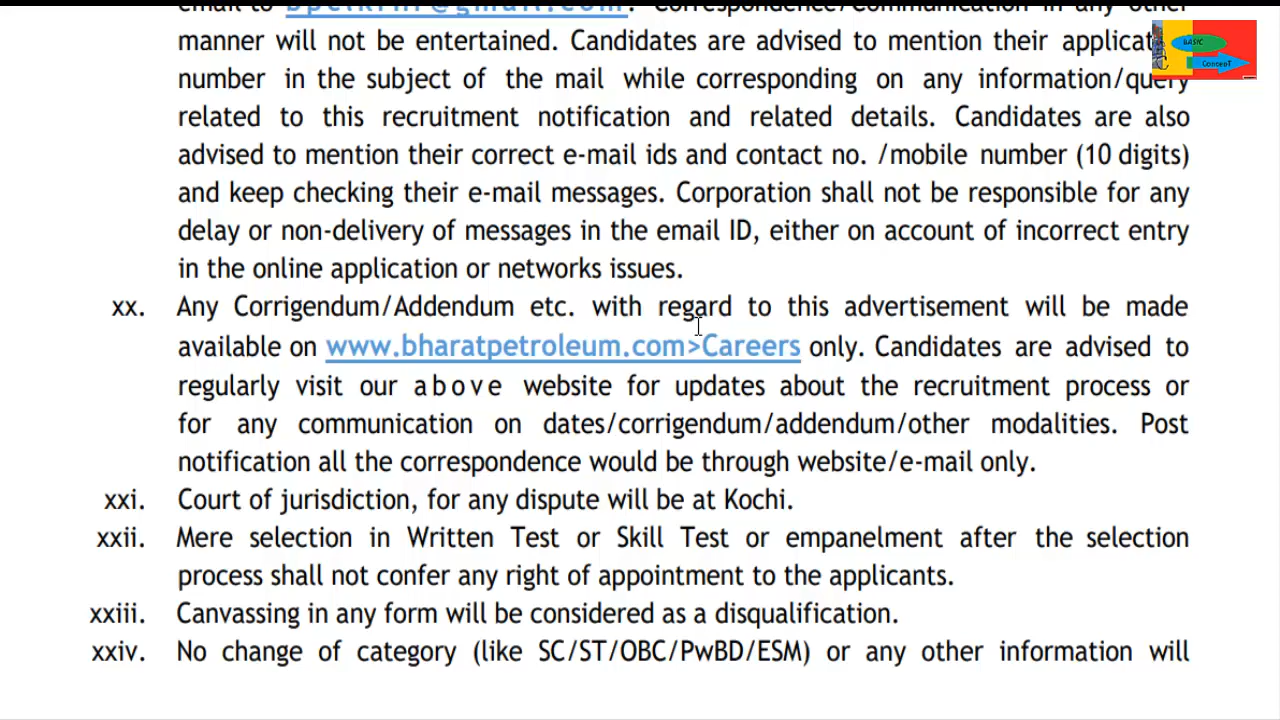 email to
manner will not be entertained. Candidates are advised to mention their
number in the subject of the mail while corresponding on any information/query
related to this recruitment notification and related details. Candidates are also
advised to mention their correct e-mail ids and contact no. /mobile number (10 digits)
and keep checking their e-mail messages. Corporation shall not be responsible for any
delay or non-delivery of messages in the email ID, either on account of incorrect entry
in the online application or networks issues.
xx. Any Corrigendum/Addendum etc. with regard to this advertisement will be made
available on www.bharatpetroleum.com>Careers only. Candidates are advised to
regularly visit our above website for updates about the recruitment process or
for any communication on dates/corrigendum/addendum/other modalities. Post
notification all the correspondence would be through website/e-mail only.
xxi. Court of jurisdiction, for any dispute will be at Kochi.
xxii. Mere selection in Written Test or Skill Test or empanelment after the selection
process shall not confer any right of appointment to the applicants.
xxiii. Canvassing in any form will be considered as a disqualification.
xxiv. No change of category (like SC/ST/OBC/PwBD/ESM) or any other information will
BASIC
ConcepT